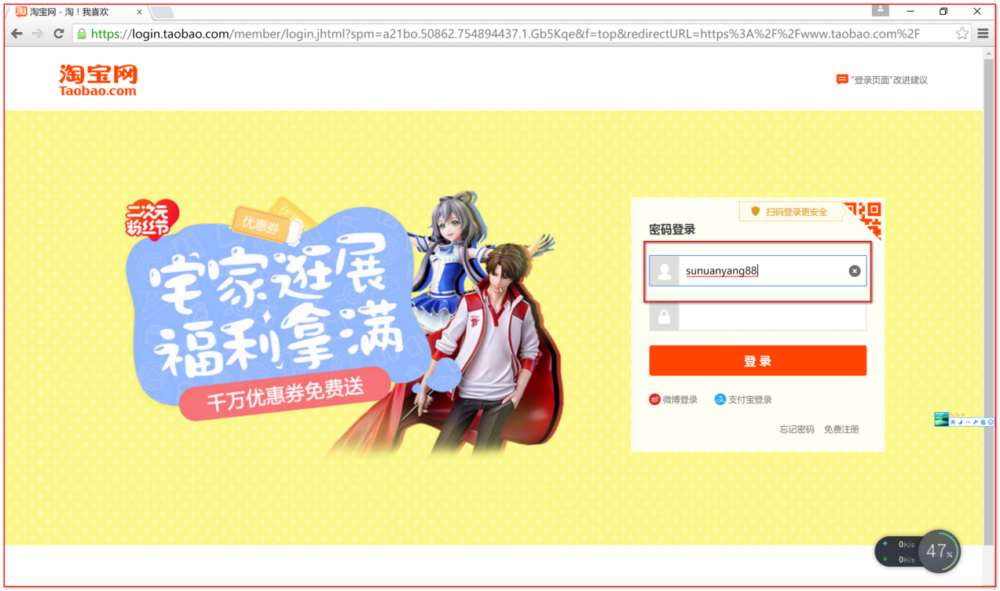 淘宝网 - 淘！我喜欢
https://login.taobao.com/member/login.jhtml?spm=a21bo.50862.754894437.1.Gb5Kqe&f=top&redirectURL=https%3A%2F%2Fwww.taobao.com%2F
淘宝网
Taobao.com
"登录页面"改进建议
二次元
粉丝节
优惠券
宅家逛展
福利拿满
千万优惠券免费送
扫码登录更安全
密码登录
sunuanyang88
登 录
微博登录
支付宝登录
忘记密码 免费注册
英
0K/s
0K/s
47%